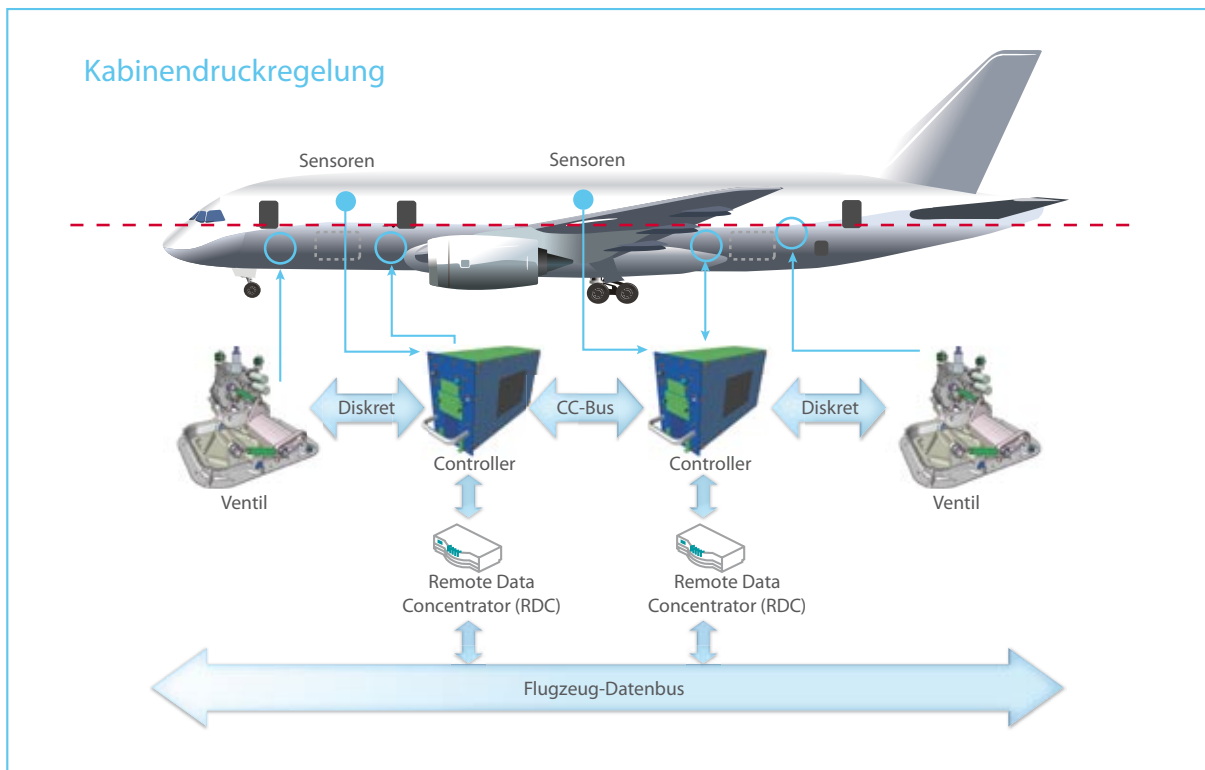 Kabinendruckregelung
Sensoren
Sensoren
Diskret
CC-Bus
Diskret
Controller
Controller
Ventil
Ventil
Remote Data
Concentrator (RDC)
Remote Data
Concentrator (RDC)
Flugzeug-Datenbus